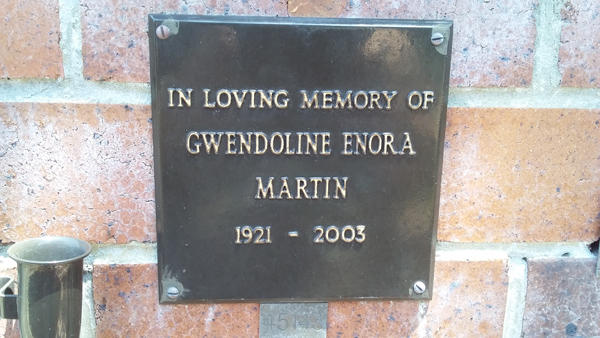 IN LOVING MEMORY OF
GWENDOLINE ENORA
MARTIN
1921 - 2003